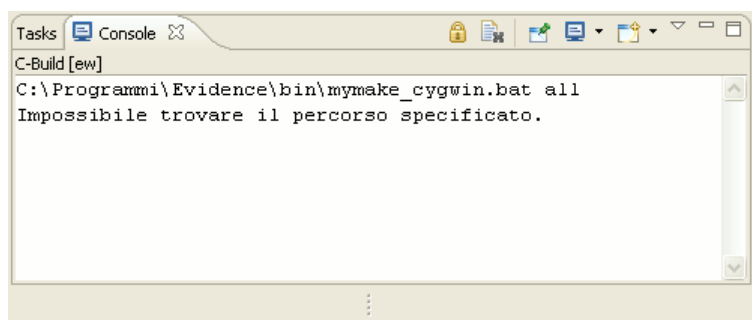 Tasks Console
C-Build [ew]
C:\Programmi\Evidence\bin\mymake_cygwin.bat all
Impossibile trovare il percorso specificato.